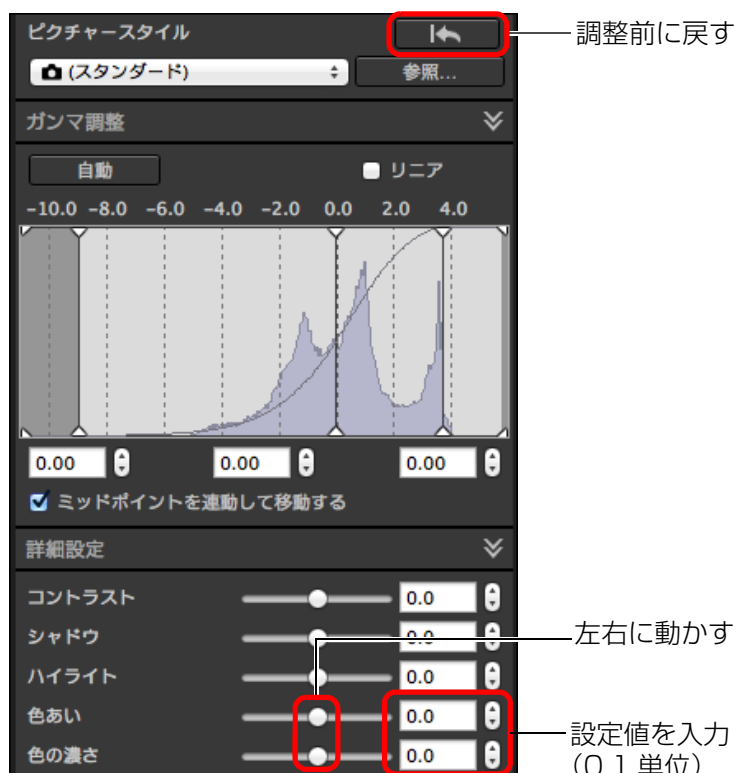 ピクチャースタイル
調整前に戻す
(スタンダード)
参照...
ガンマ調整
自動
リニア
-10.0 -8.0 -6.0 -4.0 -2.0 0.0 2.0 4.0
0.00 0.00 0.00
ミッドポイントを連動して移動する
詳細設定
コントラスト 0.0
シャドウ 0.0
左右に動かす
ハイライト 0.0
色あい 0.0
設定値を入力
色の濃さ 0.0
(0.1単位)